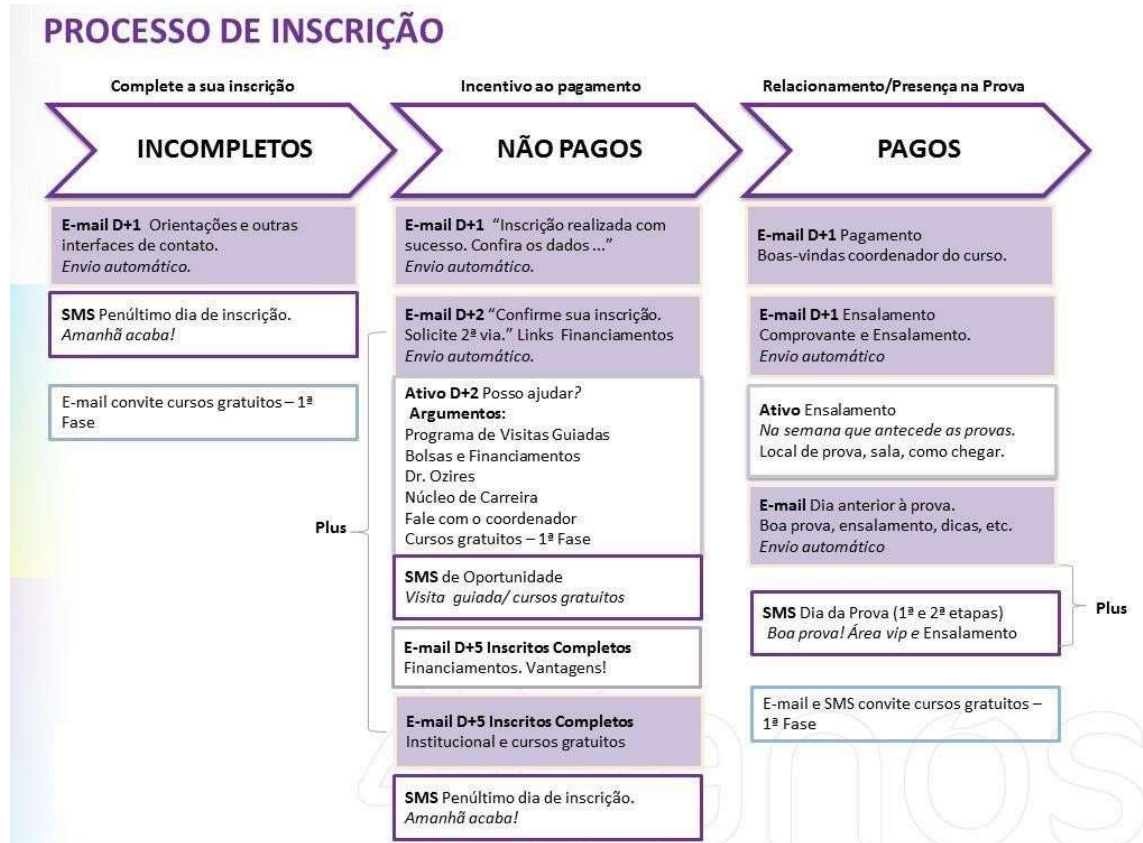 PROCESSO DE INSCRIÇÃO
Complete a sua inscrição
INCOMPLETOS
E-mail D+1 Orientações e outras
interfaces de contato.
Envio automático.
SMS Penúltimo dia de inscrição.
Amanhã acaba!
E-mail convite cursos gratuitos – 1ª
Fase
Incentivo ao pagamento
NÃO PAGOS
E-mail D+1 “Inscrição realizada com
sucesso. Confira os dados ...”
Envio automático.
E-mail D+2 “Confirme sua inscrição.
Solicite 2ª via.” Links Financiamentos
Envio automático.
Ativo D+2 Posso ajudar?
Argumentos:
Programa de Visitas Guiadas
Bolsas e Financiamentos
Dr. Ozires
Núcleo de Carreira
Fale com o coordenador
Cursos gratuitos – 1ª Fase
Plus
SMS de Oportunidade
Visita guiada/ cursos gratuitos
E-mail D+5 Inscritos Completos
Financiamentos. Vantagens!
E-mail D+5 Inscritos Completos
Institucional e cursos gratuitos
SMS Penúltimo dia de inscrição.
Amanhã acaba!
Relacionamento/Presença na Prova
PAGOS
E-mail D+1 Pagamento
Boas-vindas coordenador do curso.
E-mail D+1 Ensalamento
Comprovante e Ensalamento.
Envio automático
Ativo Ensalamento
Na semana que antecede as provas.
Local de prova, sala, como chegar.
E-mail Dia anterior à prova.
Boa prova, ensalamento, dicas, etc.
Envio automático
SMS Dia da Prova (1ª e 2ª etapas)
Boa prova! Área vip e Ensalamento
Plus
E-mail e SMS convite cursos gratuitos –
1ª Fase